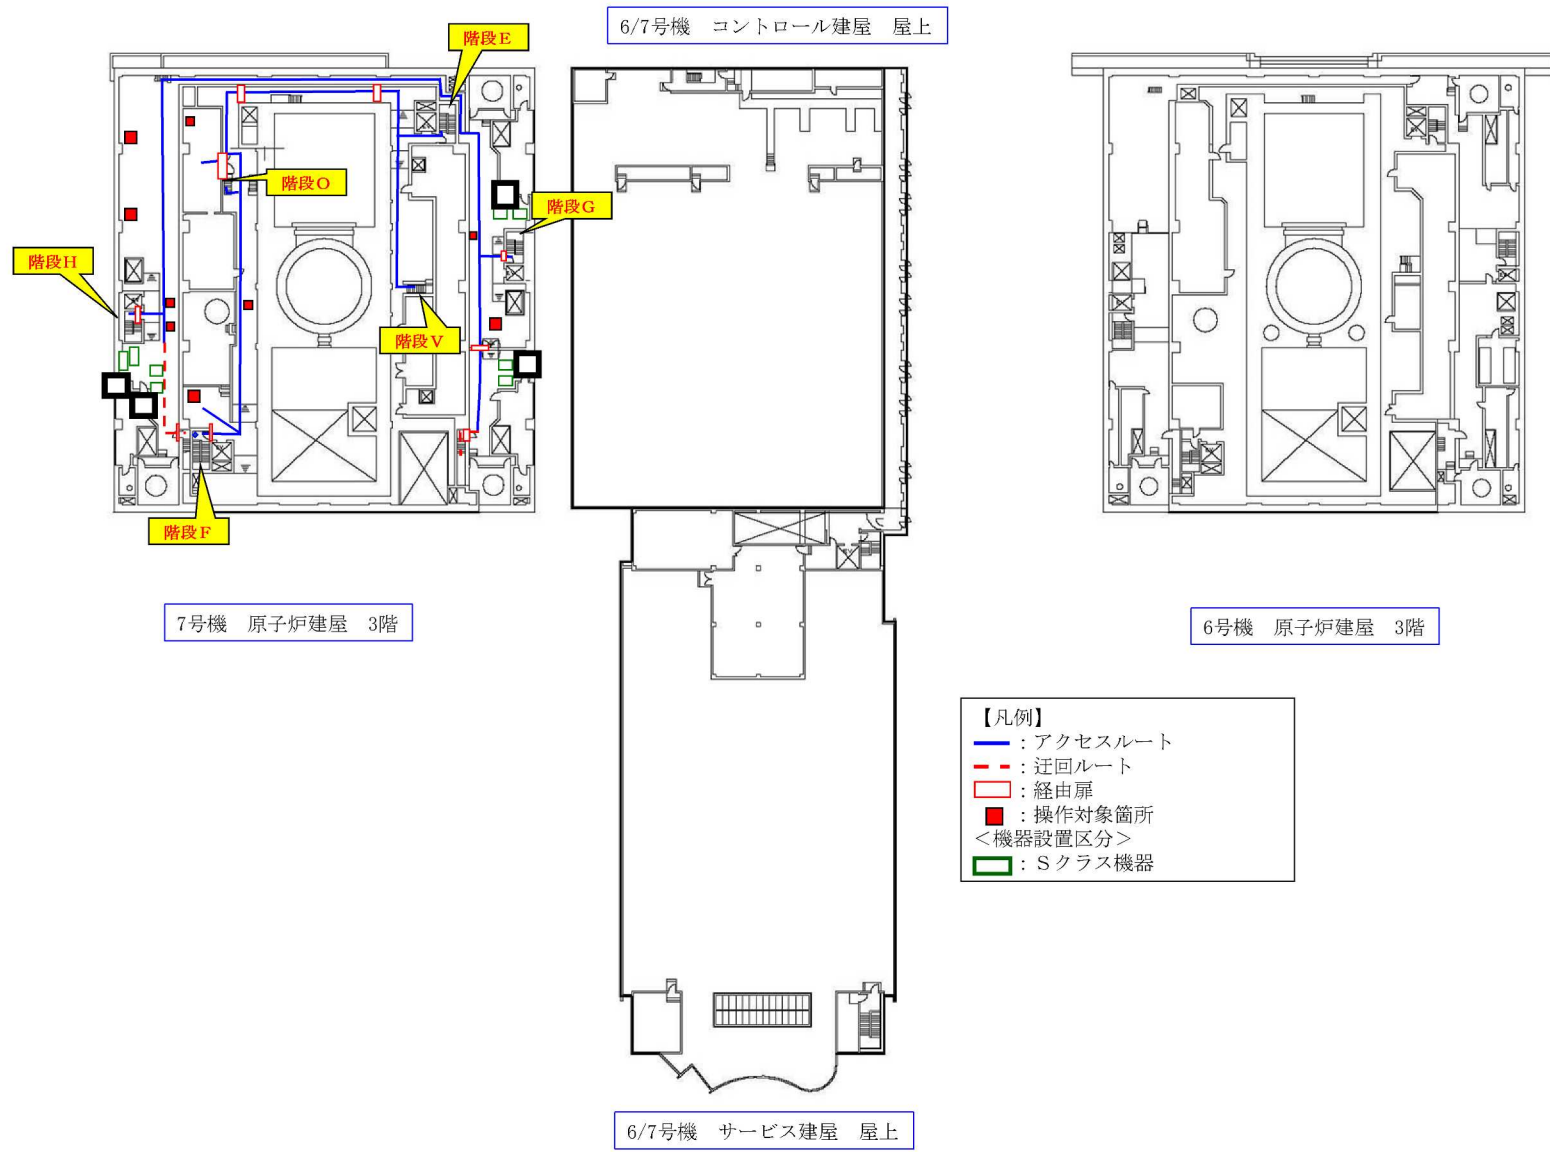 6/7号機 コントロール建屋 屋上
階段E
階段O
階段G
階段H
階段V
階段F
7号機 原子炉建屋 3階
6号機 原子炉建屋 3階
【凡例】
：アクセスルート
：迂回ルート
：経由扉
：操作対象箇所
＜機器設置区分＞
：Sクラス機器
6/7号機 サービス建屋 屋上